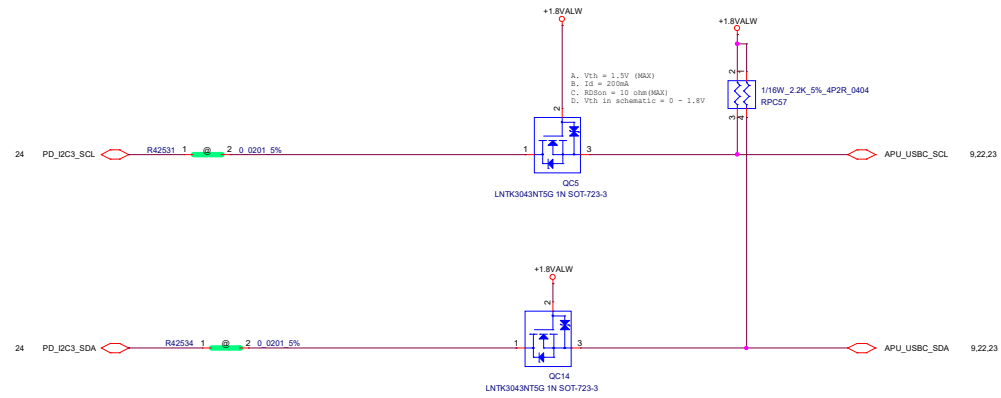 +1.8VALW
+1.8VALW
A. Vth = 1.5V (MAX)
B. Id = 200mA
C. RDSon = 10 ohm(MAX)
D. Vth in schematic = 0 - 1.8V
2
2 1
1/16W_2.2K_5%_4P2R_0404
RPC57
3 4
24 PD_I2C3_SCL R42531 1 @ 2 0_0201_5% 1 3 APU_USBC_SCL 9,22,23
QC5
LNTK3043NT5G 1N SOT-723-3
+1.8VALW
2
24 PD_I2C3_SDA R42534 1 @ 2 0_0201_5% 1 3 APU_USBC_SDA 9,22,23
QC14
LNTK3043NT5G 1N SOT-723-3